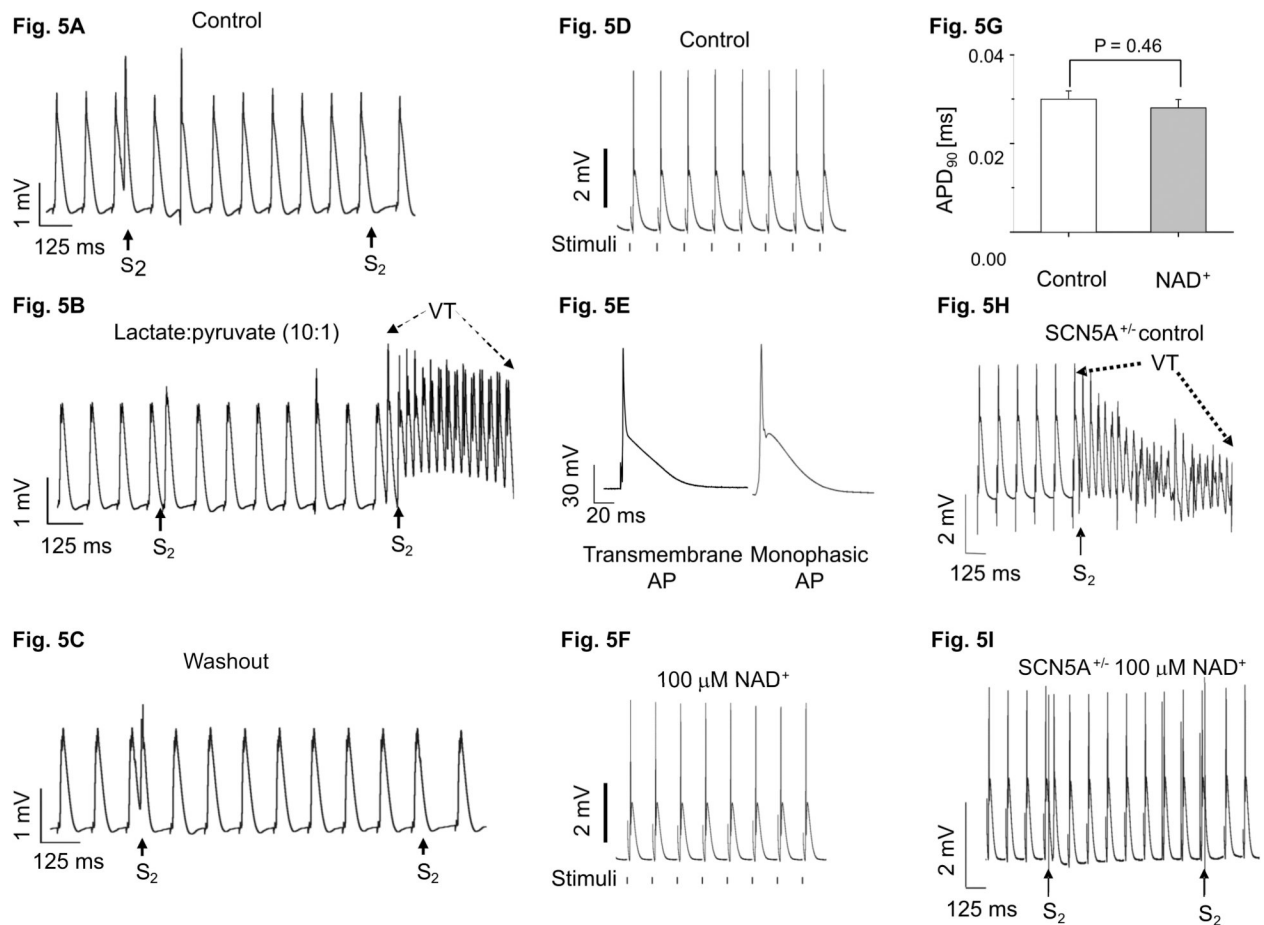 Fig. 5A
Control
1 mV
125 ms
S2
Fig. 5B
Lactate:pyruvate (10:1)
VT
1 mV
125 ms
S₂
S₂
Fig. 5C
Washout
1 mV
125 ms
S₂
S₂
Fig. 5D
Control
2 mV
Stimuli
Fig. 5E
30 mV
20 ms
Transmembrane AP
Monophasic AP
Fig. 5F
100 μM NAD⁺
2 mV
Stimuli
Fig. 5G
P = 0.46
0.04
0.02
0.00
APD₉₀ [ms]
Control
NAD⁺
Fig. 5H
SCN5A⁺/⁻ control
VT
2 mV
125 ms
S₂
Fig. 5I
SCN5A⁺/⁻ 100 μM NAD⁺
2 mV
125 ms
S₂
S₂